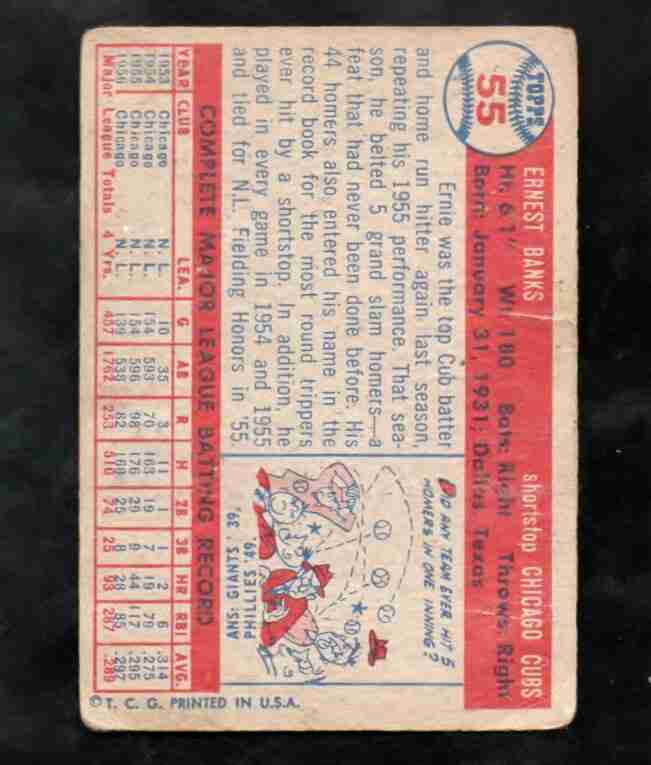 TOPPS
55
ERNEST BANKS shortstop CHICAGO CUBS
Ht: 6'1" Wt: 180 Bats: Right Throws: Right
Born: January 31, 1931; Dallas Texas
Ernie was the top Cub batter
and home run hitter again last season,
repeating his 1955 performance. That sea-
son, he belted 5 grand slam homers—a
feat that had never been done before. His
44 homers also entered his name in the
record book for the most round trippers
ever hit by a shortstop. In addition, he
played in every game in 1954 and 1955
and tied for N.L. Fielding Honors in '55.
DID ANY TEAM EVER HIT 5
HOMERS IN ONE INNING?
ANS: GIANTS '39,
PHILLIES '49.
COMPLETE MAJOR LEAGUE BATTING RECORD
YEAR CLUB LEA. G AB R H 2B 3B HR RBI AVG.
1953 Chicago N.L. 10 35 3 11 1 1 2 6 .314
1954 Chicago N.L. 154 593 70 163 19 7 19 79 .275
1955 Chicago N.L. 154 596 98 176 29 9 44 117 .295
1956 Chicago N.L. 139 538 82 160 25 8 28 85 .297
Major League Totals 4 Yrs. 457 1762 253 510 74 25 93 287 .289
© T. C. G. PRINTED IN U.S.A.